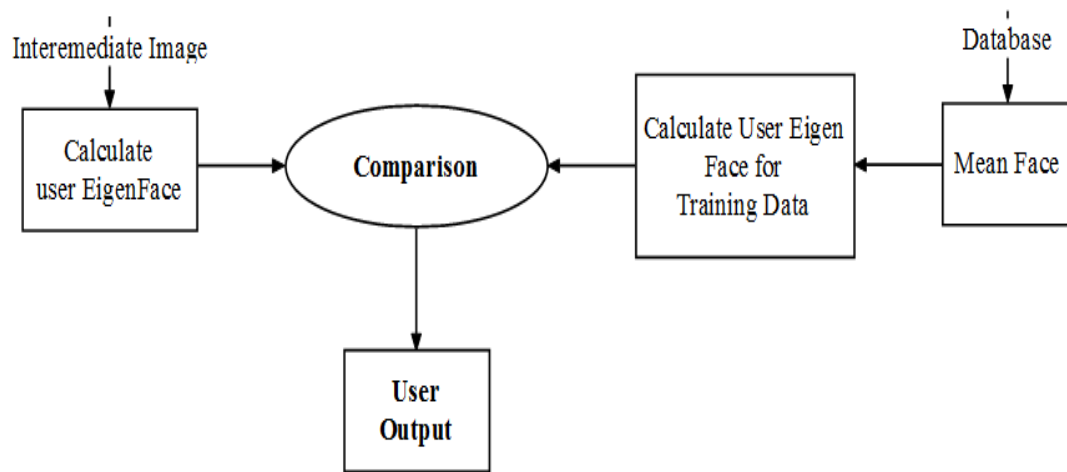 Interemediate Image
Database
Calculate
user EigenFace
Comparison
Calculate User Eigen
Face for
Training Data
Mean Face
User
Output